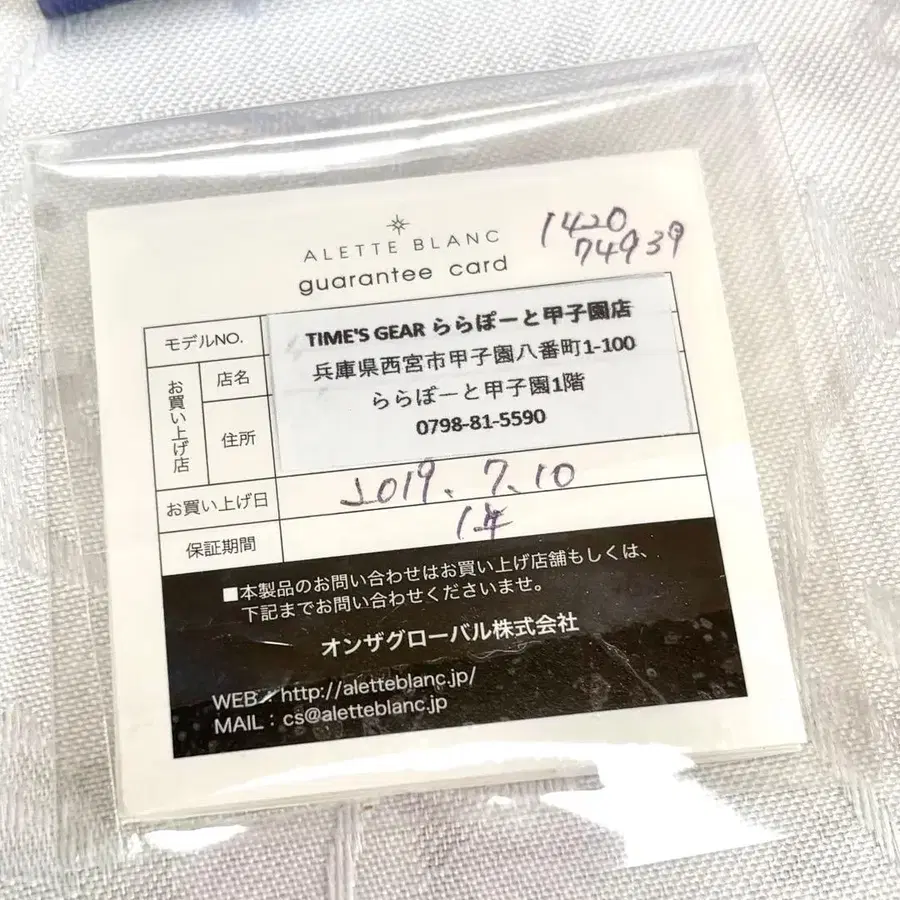 ALETTE BLANC
guarantee card
1420
74939
モデルNO.
お買い上げ店
店名
住所
TIME'S GEAR ららぽーと甲子園店
兵庫県西宮市甲子園八番町1-100
ららぽーと甲子園1階
0798-81-5590
お買い上げ日
2019.7.10
保証期間
1年
■本製品のお問い合わせはお買い上げ店舗もしくは、
下記までお問い合わせくださいませ。
オンザグローバル株式会社
WEB:http://aletteblanc.jp/
MAIL:cs@aletteblanc.jp